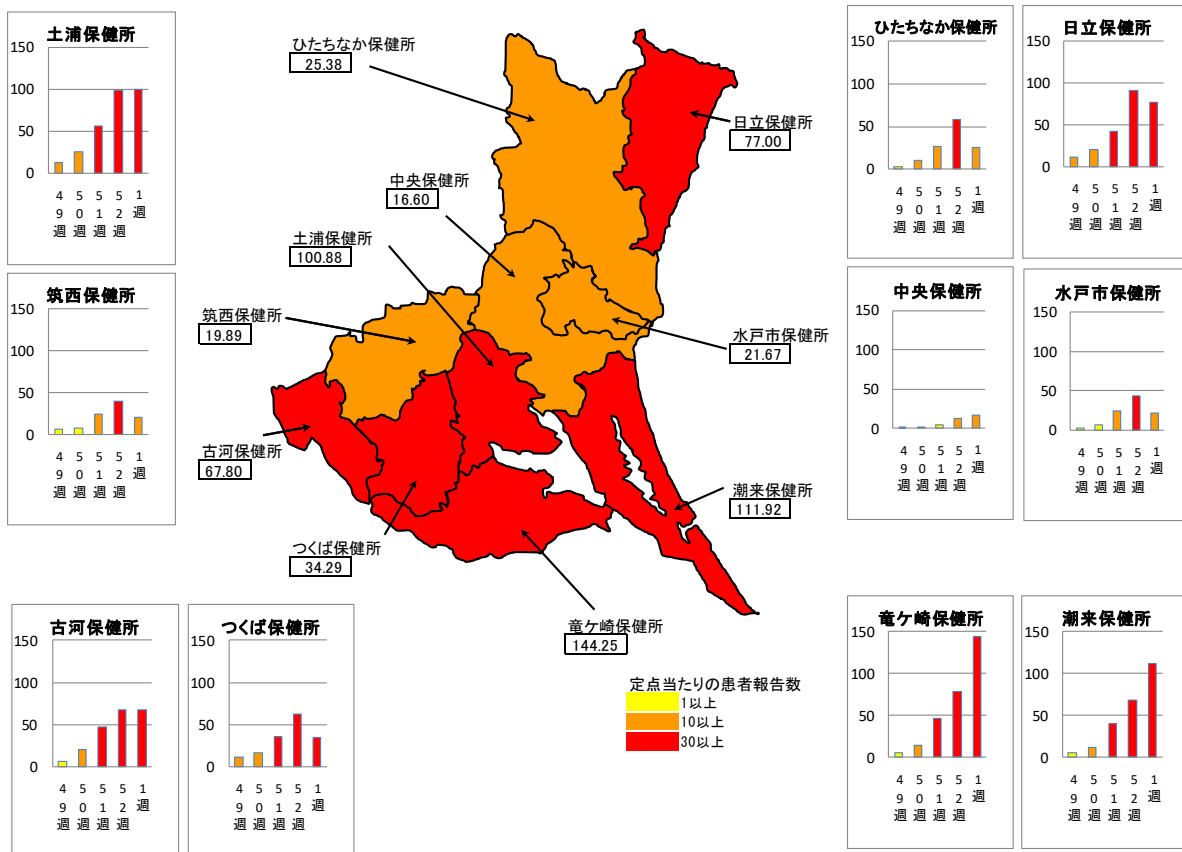 土浦保健所
150
100
50
0
49週
50週
51週
52週
1週
筑西保健所
150
100
50
0
49週
50週
51週
52週
1週
古河保健所
150
100
50
0
49週
50週
51週
52週
1週
つくば保健所
150
100
50
0
49週
50週
51週
52週
1週
ひたちなか保健所
25.38
日立保健所
77.00
中央保健所
16.60
土浦保健所
100.88
筑西保健所
19.89
水戸市保健所
21.67
古河保健所
67.80
潮来保健所
111.92
つくば保健所
34.29
竜ケ崎保健所
144.25
定点当たりの患者報告数
1以上
10以上
30以上
ひたちなか保健所
150
100
50
0
49週
50週
51週
52週
1週
日立保健所
150
100
50
0
49週
50週
51週
52週
1週
中央保健所
150
100
50
0
49週
50週
51週
52週
1週
水戸市保健所
150
100
50
0
49週
50週
51週
52週
1週
竜ケ崎保健所
150
100
50
0
49週
50週
51週
52週
1週
潮来保健所
150
100
50
0
49週
50週
51週
52週
1週